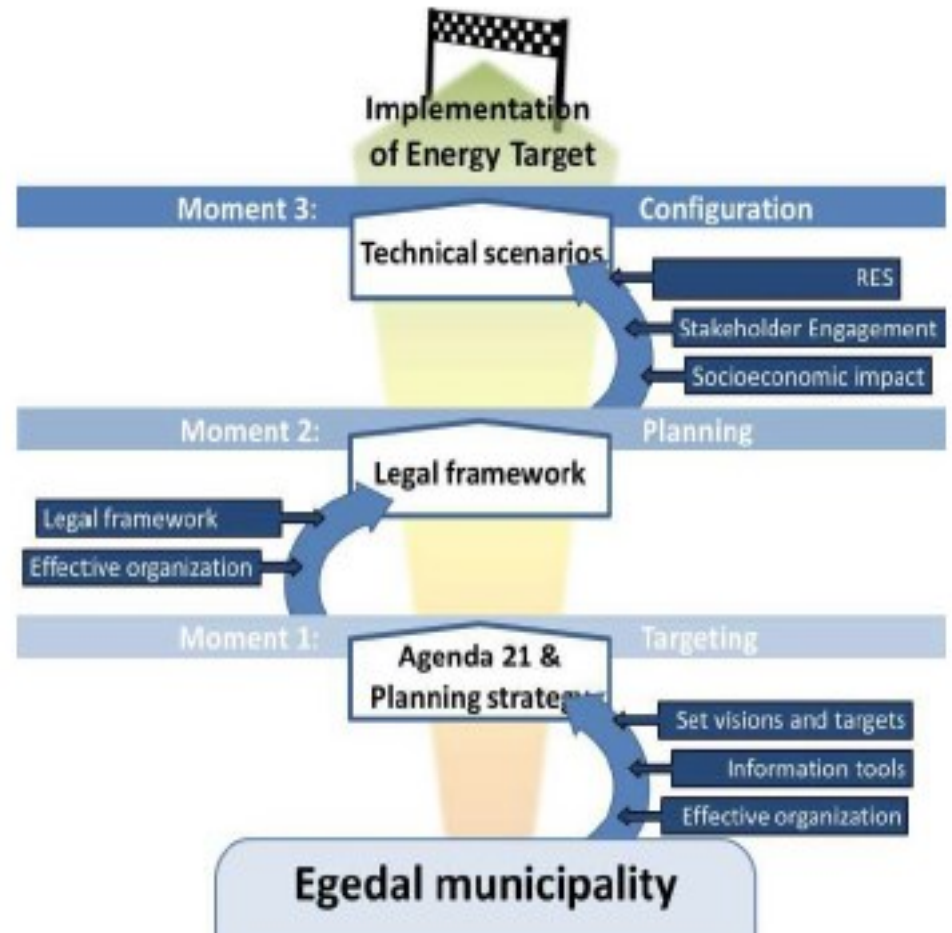 Implementation
of Energy Target
Moment 3:
Configuration
Technical scenarios
RES
Stakeholder Engagement
Socioeconomic impact
Moment 2:
Planning
Legal framework
Legal framework
Effective organization
Moment 1:
Targeting
Agenda 21 &
Planning strategy
Set visions and targets
Information tools
Effective organization
Egedal municipality